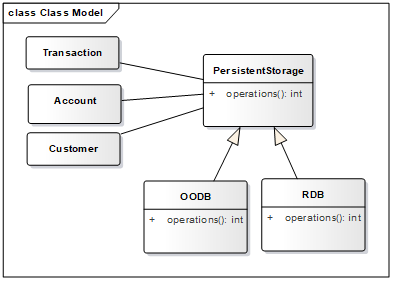 class Class Model
Transaction
Account
Customer
PersistentStorage
+ operations(): int
OODB
+ operations(): int
RDB
+ operations(): int